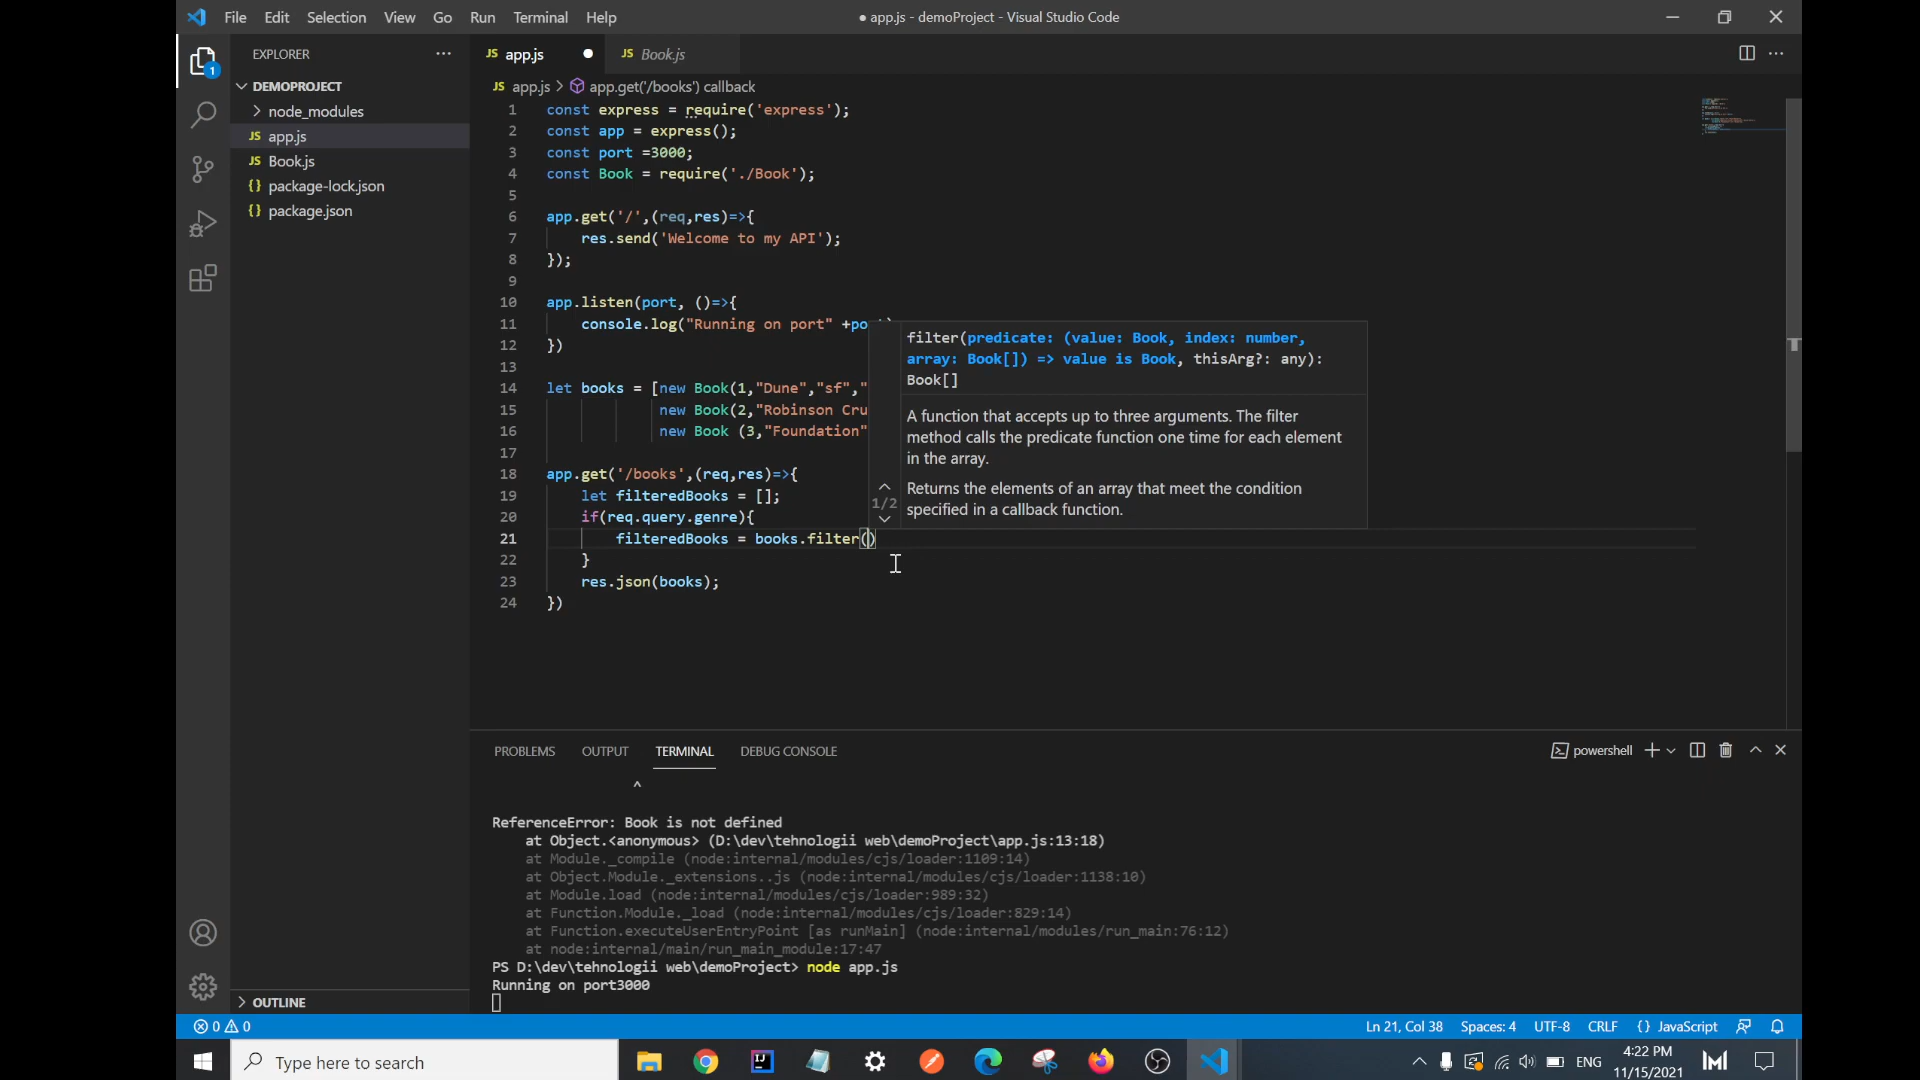 File Edit Selection View Go Run Terminal Help
● app.js - demoProject - Visual Studio Code
EXPLORER
JS app.js
JS Book.js
1
DEMOPROJECT
JS app.js > app.get('/books') callback
node_modules
JS app.js
JS Book.js
{} package-lock.json
{} package.json
1 const express = require('express');
2 const app = express();
3 const port =3000;
4 const Book = require('./Book');
5
6 app.get('/',(req,res)=>{
7 res.send('Welcome to my API');
8 });
9
10 app.listen(port, ()=>{
11 console.log("Running on port" +po
12 })
13
14 let books = [new Book(1,"Dune","sf","
15 new Book(2,"Robinson Cru
16 new Book (3,"Foundation"
17
18 app.get('/books',(req,res)=>{
19 let filteredBooks = [];
20 if(req.query.genre){
21 filteredBooks = books.filter()
22 }
23 res.json(books);
24 })
filter(predicate: (value: Book, index: number,
array: Book[]) => value is Book, thisArg?: any):
Book[]
A function that accepts up to three arguments. The filter
method calls the predicate function one time for each element
in the array.
1/2
Returns the elements of an array that meet the condition
specified in a callback function.
PROBLEMS OUTPUT TERMINAL DEBUG CONSOLE
powershell
^
ReferenceError: Book is not defined
at Object.<anonymous> (D:\dev\tehnologii web\demoProject\app.js:13:18)
at Module._compile (node:internal/modules/cjs/loader:1109:14)
at Object.Module._extensions..js (node:internal/modules/cjs/loader:1138:10)
at Module.load (node:internal/modules/cjs/loader:989:32)
at Function.Module._load (node:internal/modules/cjs/loader:829:14)
at Function.executeUserEntryPoint [as runMain] (node:internal/modules/run_main:76:12)
at node:internal/main/run_main_module:17:47
PS D:\dev\tehnologii web\demoProject> node app.js
Running on port3000
OUTLINE
0 0
Ln 21, Col 38 Spaces: 4 UTF-8 CRLF {} JavaScript
Type here to search
ENG
4:22 PM
11/15/2021